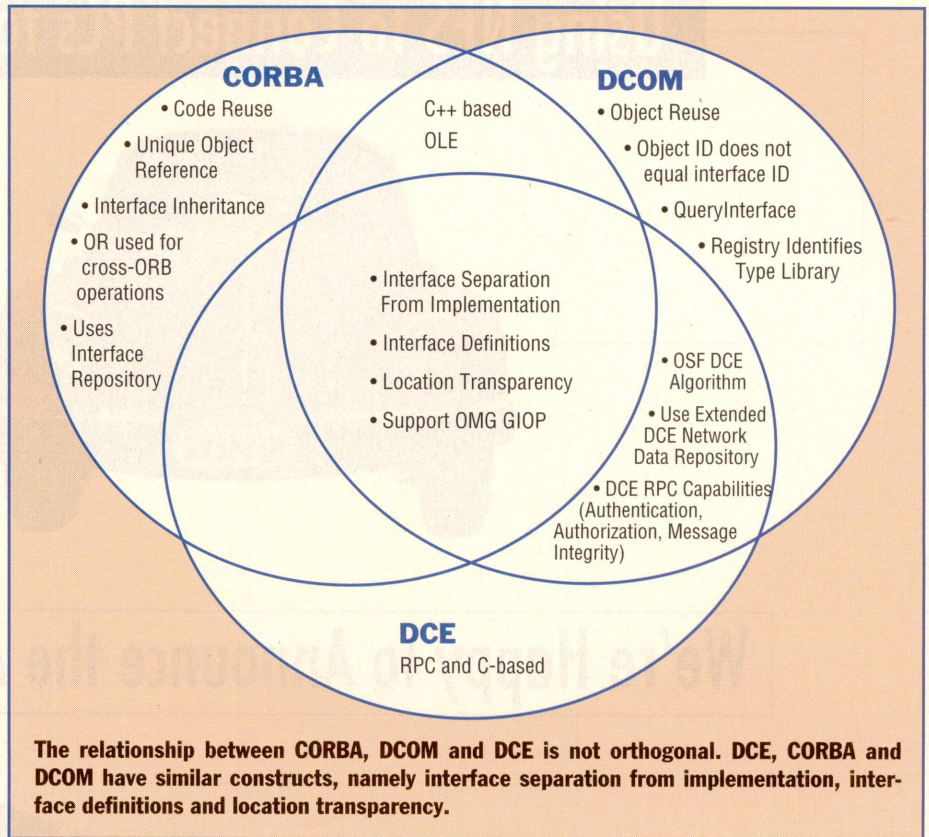 CORBA
• Code Reuse
• Unique Object
Reference
• Interface Inheritance
• OR used for
cross-ORB
operations
• Uses
Interface
Repository
C++ based
OLE
DCOM
• Object Reuse
• Object ID does not
equal interface ID
• QueryInterface
• Registry Identifies
Type Library
• Interface Separation
From Implementation
• Interface Definitions
• Location Transparency
• Support OMG GIOP
• OSF DCE
Algorithm
• Use Extended
DCE Network
Data Repository
• DCE RPC Capabilities
(Authentication,
Authorization, Message
Integrity)
DCE
RPC and C-based
The relationship between CORBA, DCOM and DCE is not orthogonal. DCE, CORBA and
DCOM have similar constructs, namely interface separation from implementation, inter-
face definitions and location transparency.